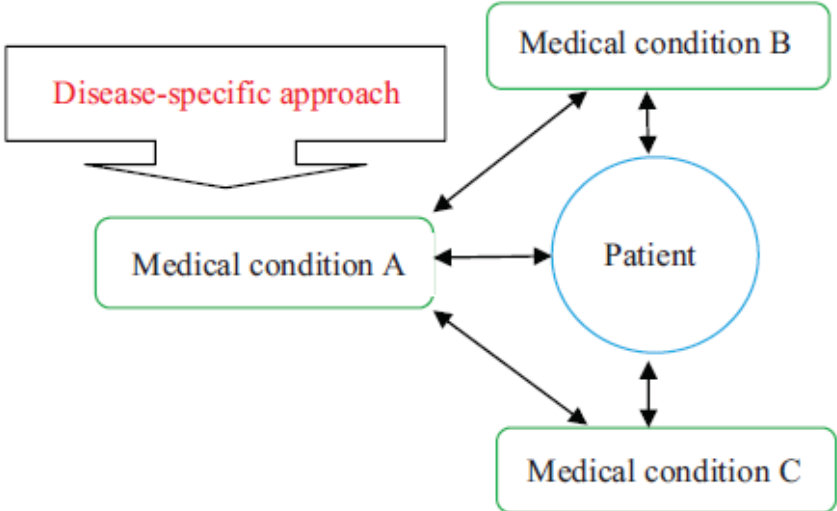 Medical condition B
Disease-specific approach
Medical condition A
Patient
Medical condition C